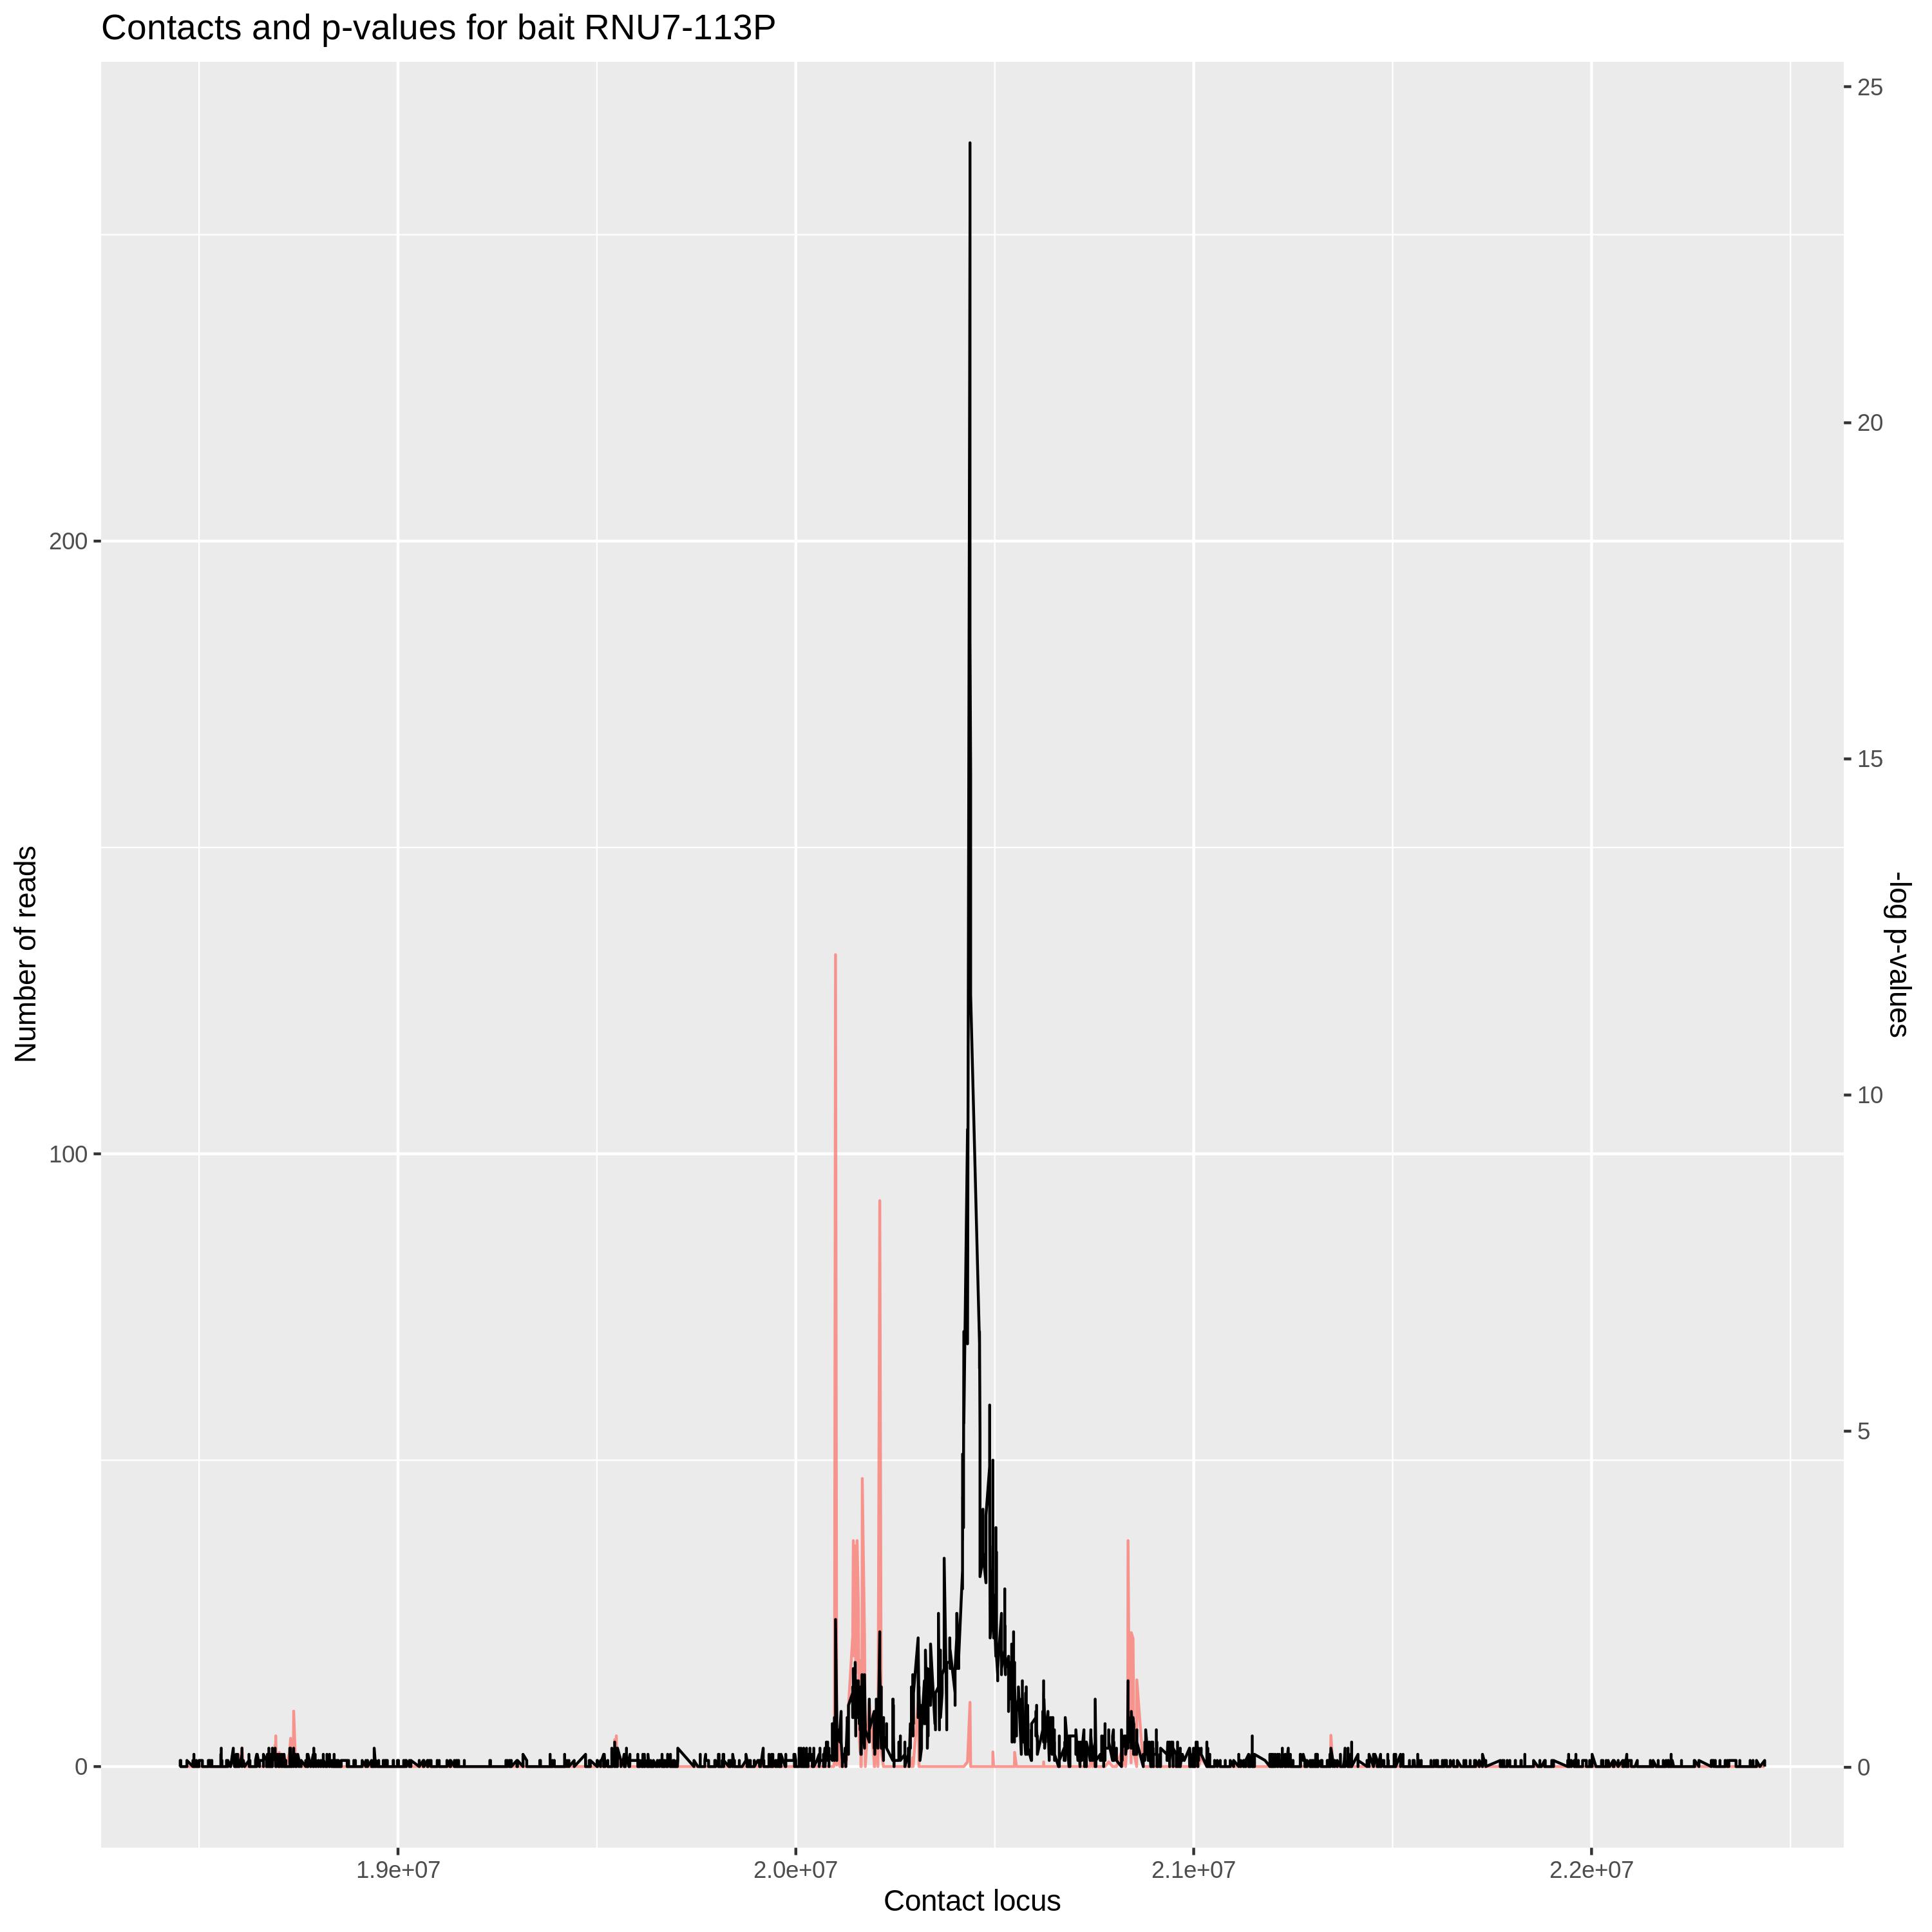 Contacts and p-values for bait RNU7-113P
Number of reads
200
100
0
25
20
15
10
5
0
-log p-values
1.9e+07
2.0e+07
2.1e+07
2.2e+07
Contact locus